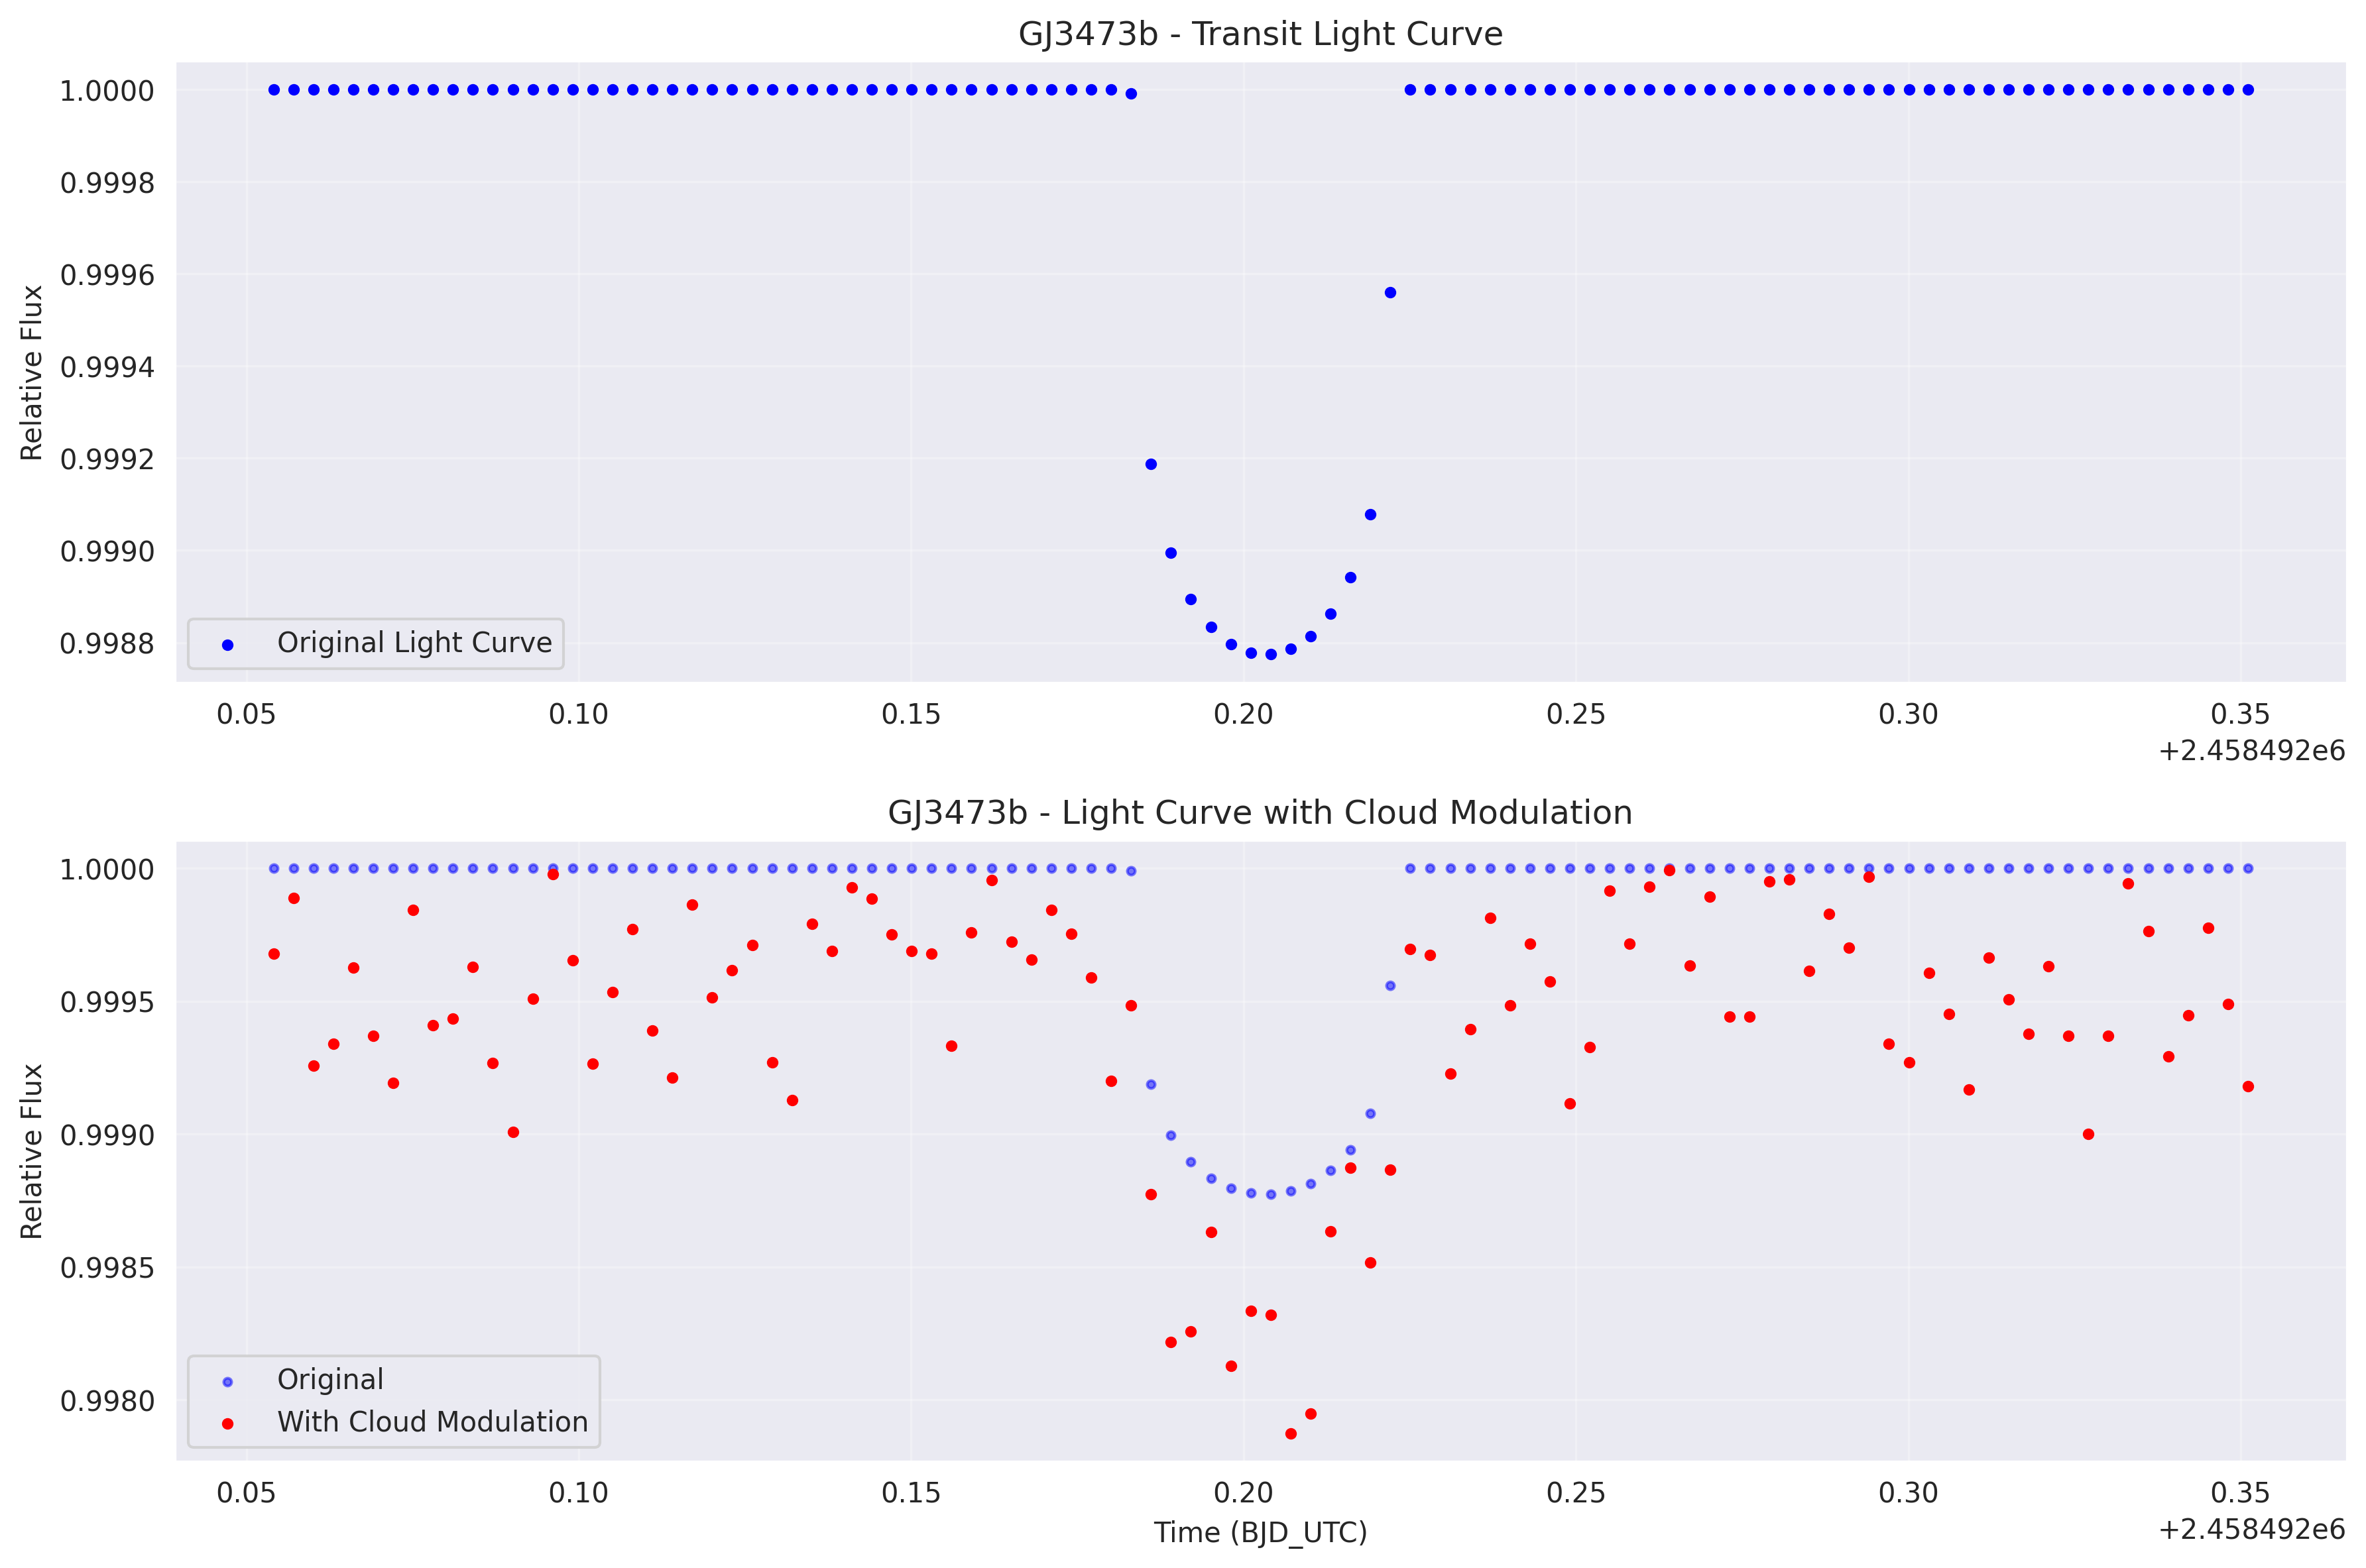 GJ3473b - Transit Light Curve
1.0000
0.9998
0.9996
0.9994
0.9992
0.9990
0.9988
Relative Flux
Original Light Curve
0.05 0.10 0.15 0.20 0.25 0.30 0.35
+2.458492e6
GJ3473b - Light Curve with Cloud Modulation
1.0000
0.9995
0.9990
0.9985
0.9980
Relative Flux
Original
With Cloud Modulation
0.05 0.10 0.15 0.20 0.25 0.30 0.35
Time (BJD_UTC)
+2.458492e6